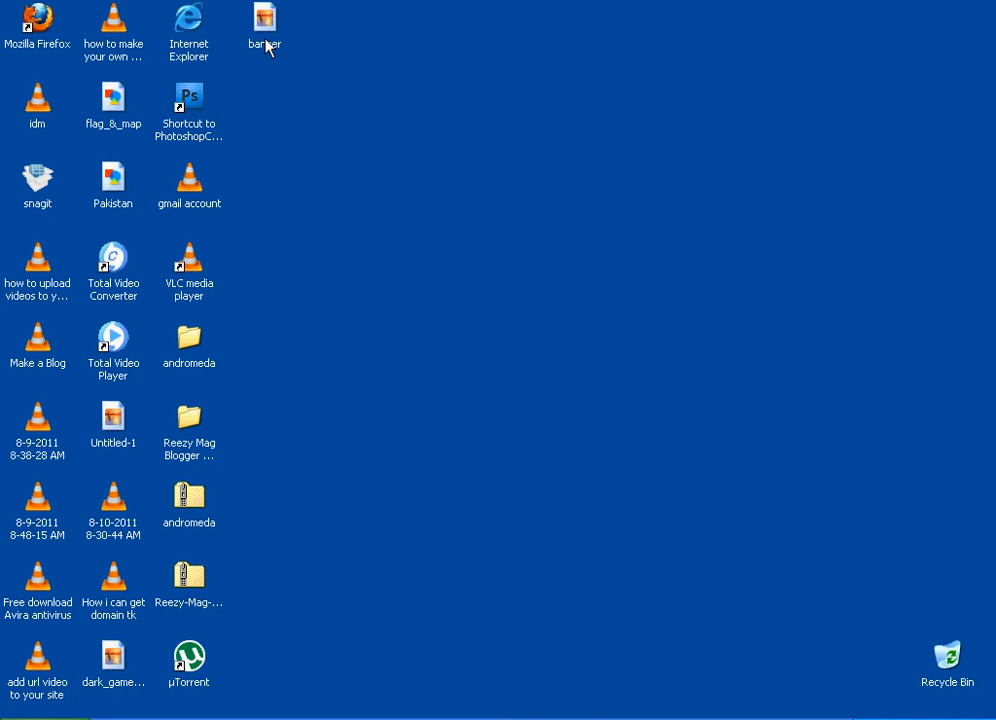 Mozilla Firefox
how to make
your own ...
Internet
Explorer
idm
flag_&_map
Ps
Shortcut to
PhotoshopC...
snagit
Pakistan
gmail account
how to upload
videos to y...
Total Video
Converter
VLC media
player
Make a Blog
Total Video
Player
andromeda
8-9-2011
8-38-28 AM
Untitled-1
Reezy Mag
Blogger ...
8-9-2011
8-48-15 AM
8-10-2011
8-30-44 AM
andromeda
Free download
Avira antivirus
How i can get
domain tk
Reezy-Mag-...
add url video
to your site
dark_game...
µTorrent
Recycle Bin